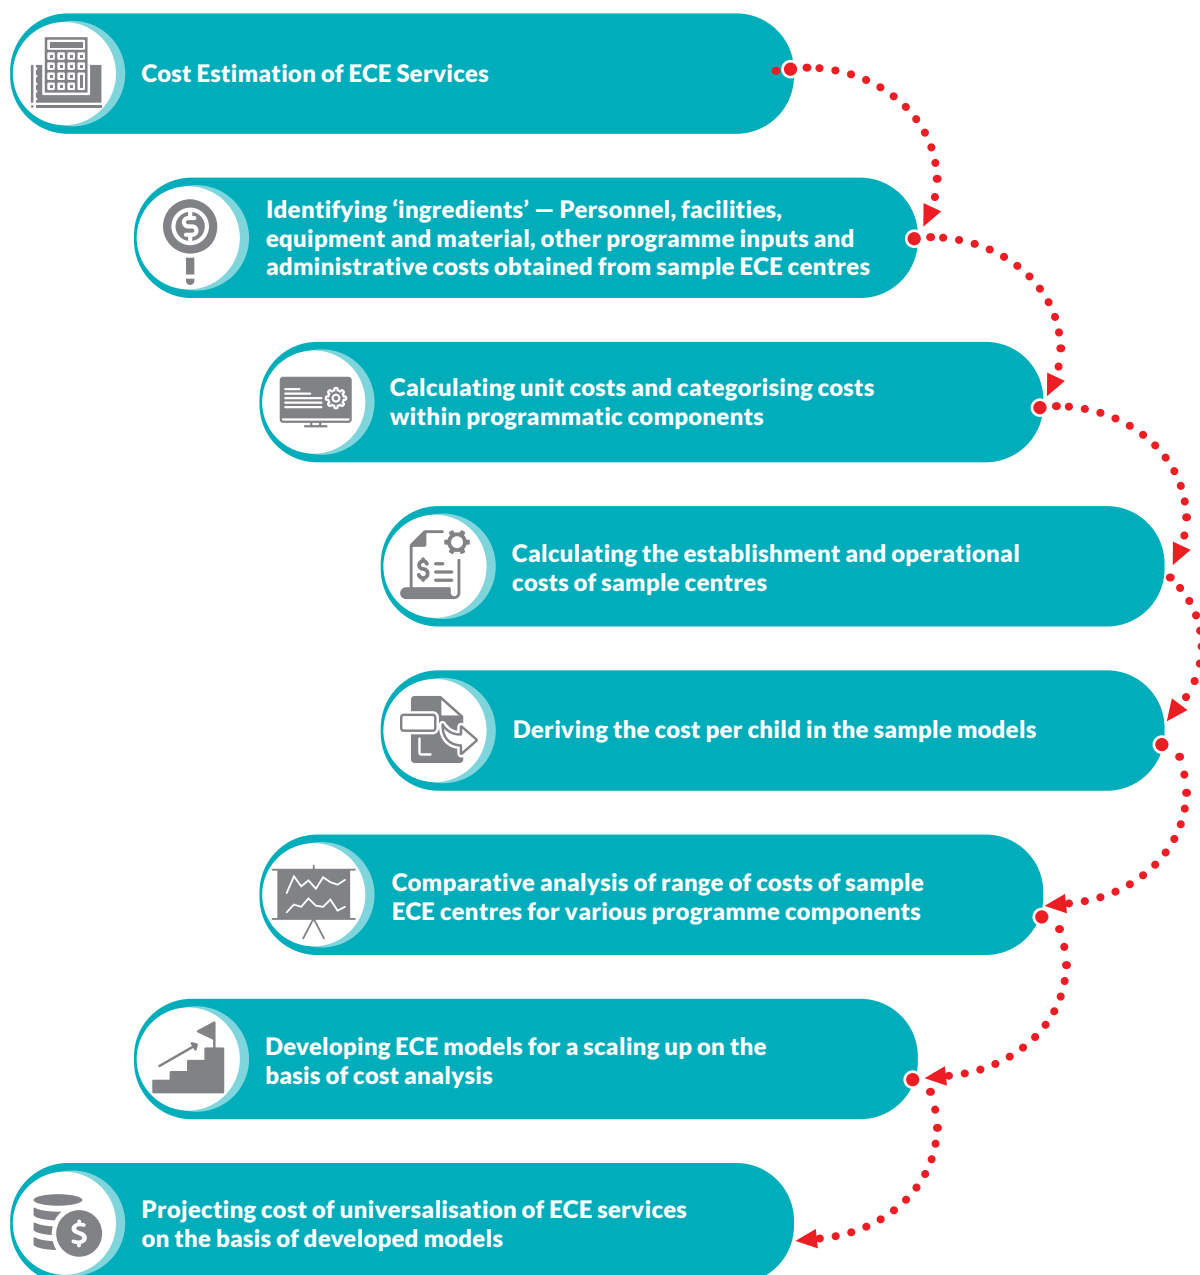 Cost Estimation of ECE Services
Identifying ‘ingredients’ — Personnel, facilities,
equipment and material, other programme inputs and
administrative costs obtained from sample ECE centres
Calculating unit costs and categorising costs
within programmatic components
Calculating the establishment and operational
costs of sample centres
Deriving the cost per child in the sample models
Comparative analysis of range of costs of sample
ECE centres for various programme components
Developing ECE models for a scaling up on the
basis of cost analysis
Projecting cost of universalisation of ECE services
on the basis of developed models